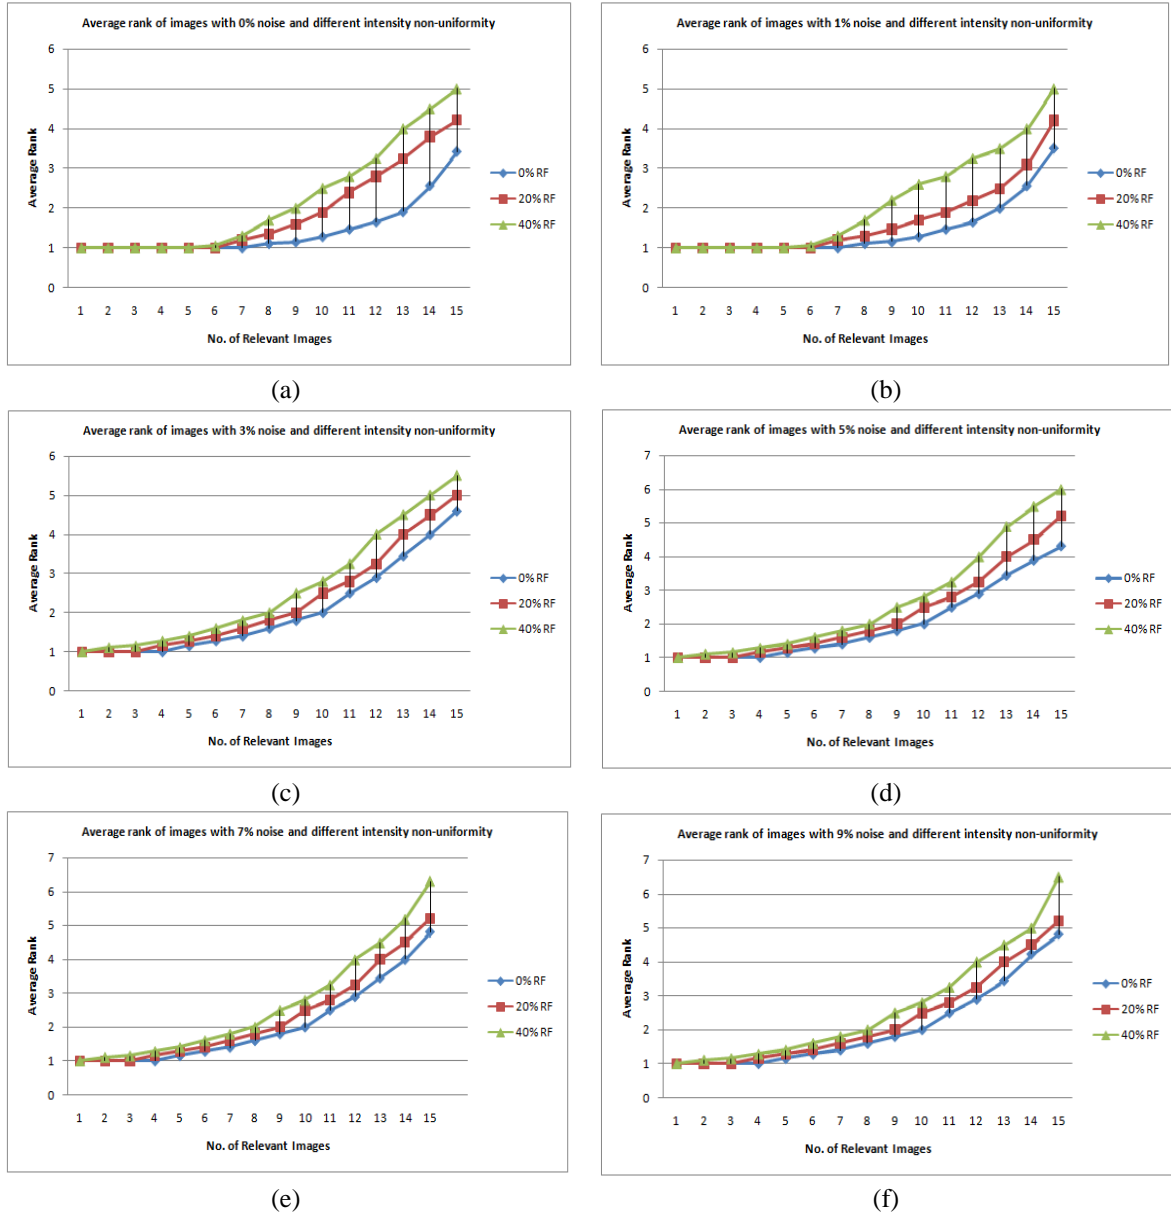 Average rank of images with 0% noise and different intensity non-uniformity
6
5
4
3
2
1
0
Average Rank
1 2 3 4 5 6 7 8 9 10 11 12 13 14 15
No. of Relevant Images
0% RF
20% RF
40% RF
(a)
Average rank of images with 1% noise and different intensity non-uniformity
6
5
4
3
2
1
0
Average Rank
1 2 3 4 5 6 7 8 9 10 11 12 13 14 15
No. of Relevant Images
0% RF
20% RF
40% RF
(b)
Average rank of images with 3% noise and different intensity non-uniformity
6
5
4
3
2
1
0
Average Rank
1 2 3 4 5 6 7 8 9 10 11 12 13 14 15
No. of Relevant Images
0% RF
20% RF
40% RF
(c)
Average rank of images with 5% noise and different intensity non-uniformity
7
6
5
4
3
2
1
0
Average Rank
1 2 3 4 5 6 7 8 9 10 11 12 13 14 15
No. of Relevant Images
0% RF
20% RF
40% RF
(d)
Average rank of images with 7% noise and different intensity non-uniformity
7
6
5
4
3
2
1
0
Average Rank
1 2 3 4 5 6 7 8 9 10 11 12 13 14 15
No. of Relevant Images
0% RF
20% RF
40% RF
(e)
Average rank of images with 9% noise and different intensity non-uniformity
7
6
5
4
3
2
1
0
Average Rank
1 2 3 4 5 6 7 8 9 10 11 12 13 14 15
No. of Relevant Images
0% RF
20% RF
40% RF
(f)